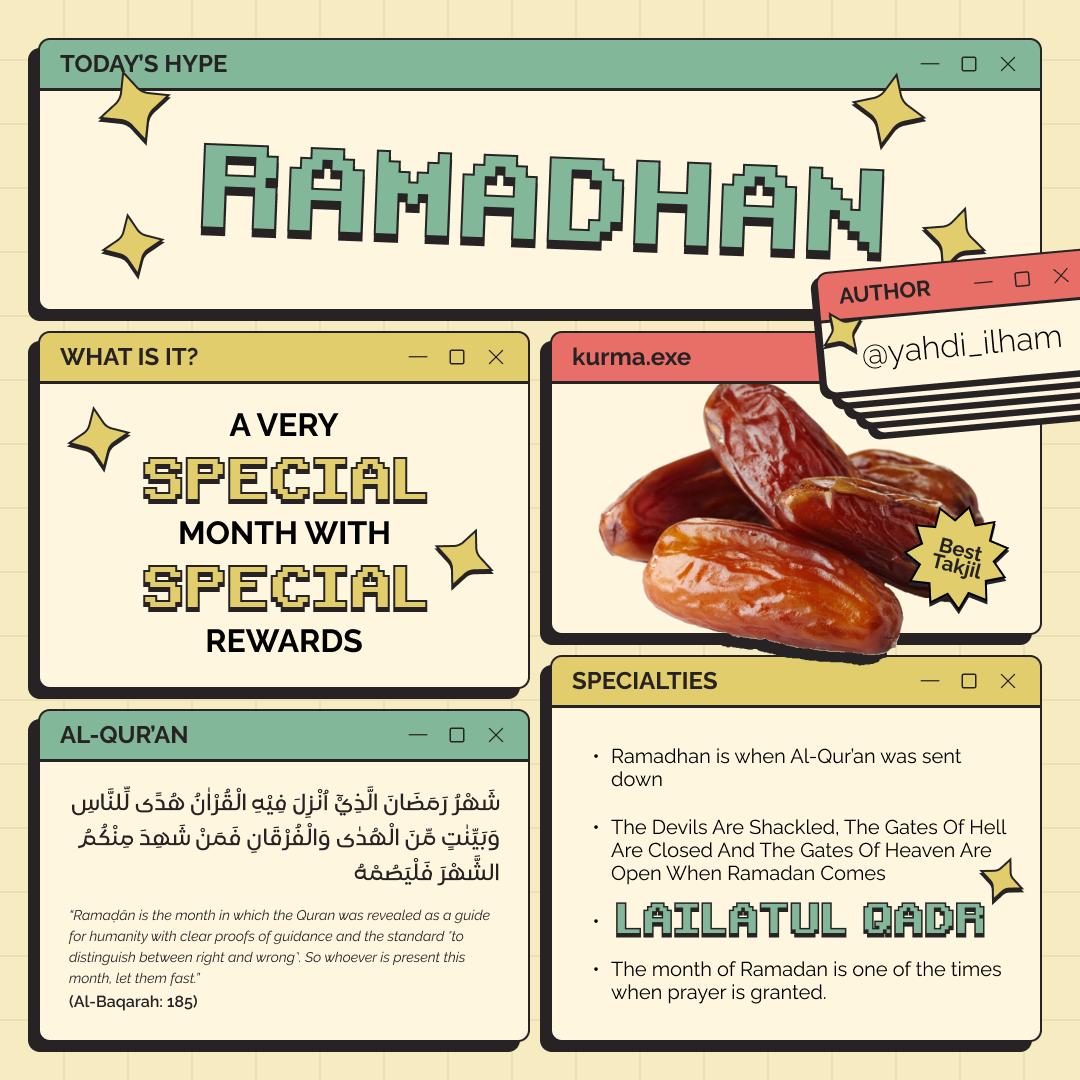 TODAY'S HYPE
RAMADHAN
AUTHOR
@yahdi_ilham
WHAT IS IT?
A VERY
SPECIAL
MONTH WITH
SPECIAL
REWARDS
kurma.exe
Best
Takjil
AL-QUR'AN
شَهْرُ رَمَضَانَ الَّذِيْٓ اُنْزِلَ فِيْهِ الْقُرْاٰنُ هُدًى لِّلنَّاسِ
وَبَيِّنٰتٍ مِّنَ الْهُدٰى وَالْفُرْقَانِ فَمَنْ شَهِدَ مِنْكُمُ
الشَّهْرَ فَلْيَصُمْهُ
“Ramaḍān is the month in which the Quran was revealed as a guide
for humanity with clear proofs of guidance and the standard ˹to
distinguish between right and wrong˺. So whoever is present this
month, let them fast.”
(Al-Baqarah: 185)
SPECIALTIES
• Ramadhan is when Al-Qur'an was sent
down
• The Devils Are Shackled, The Gates Of Hell
Are Closed And The Gates Of Heaven Are
Open When Ramadan Comes
• LAILATUL QADR
• The month of Ramadan is one of the times
when prayer is granted.